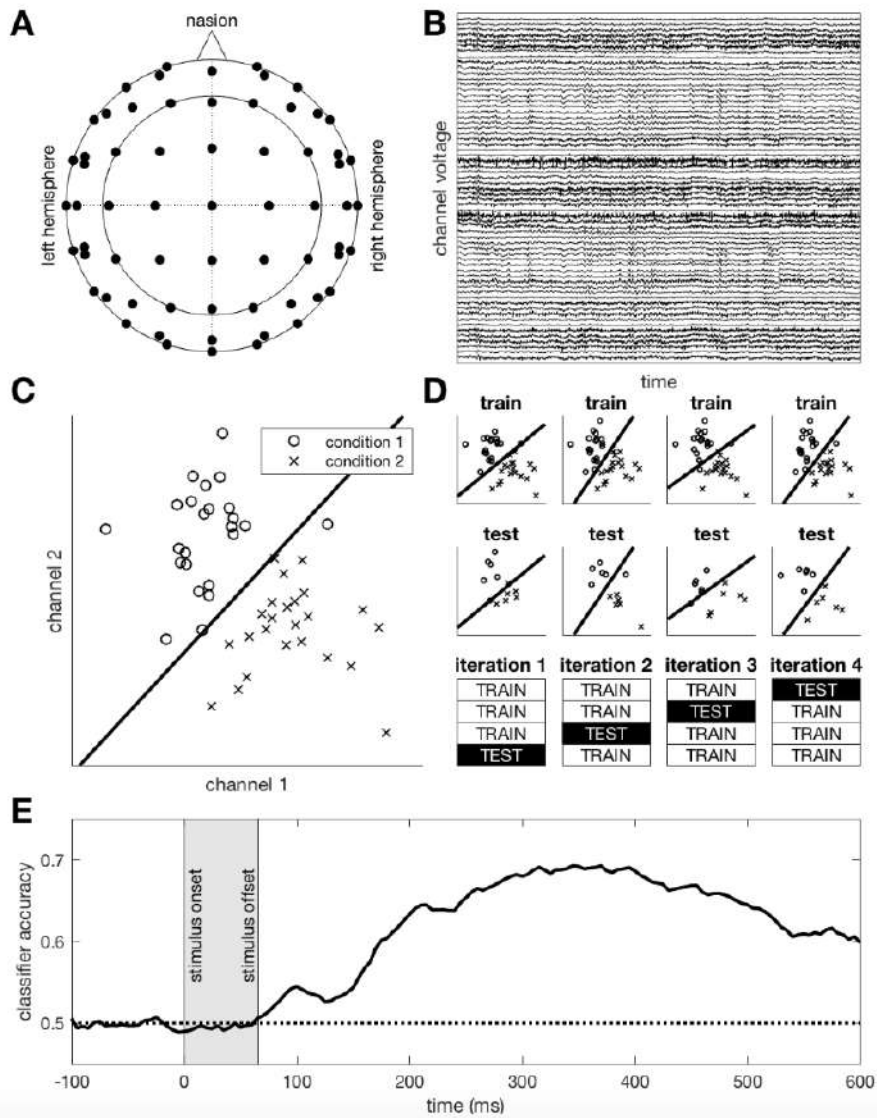 A
nasion
left hemisphere
right hemisphere
B
channel voltage
time
C
condition 1
condition 2
channel 2
channel 1
D
train train train train
test test test test
iteration 1 iteration 2 iteration 3 iteration 4
TRAIN TRAIN TRAIN TEST
TRAIN TRAIN TEST TRAIN
TRAIN TEST TRAIN TRAIN
TEST TRAIN TRAIN TRAIN
E
classifier accuracy
0.7
0.6
0.5
stimulus onset
stimulus offset
-100 0 100 200 300 400 500 600
time (ms)